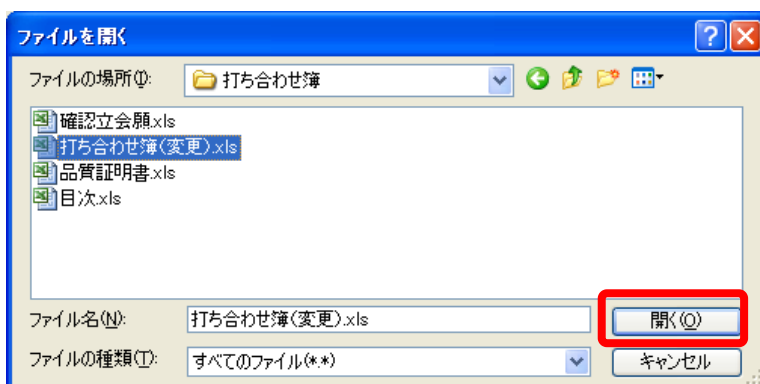 ファイルを開く
ファイルの場所(I): 打ち合わせ簿
確認立会願.xls
打ち合わせ簿(変更).xls
品質証明書.xls
目次.xls
ファイル名(N): 打ち合わせ簿(変更).xls 開く(O)
ファイルの種類(T): すべてのファイル(*.*) キャンセル